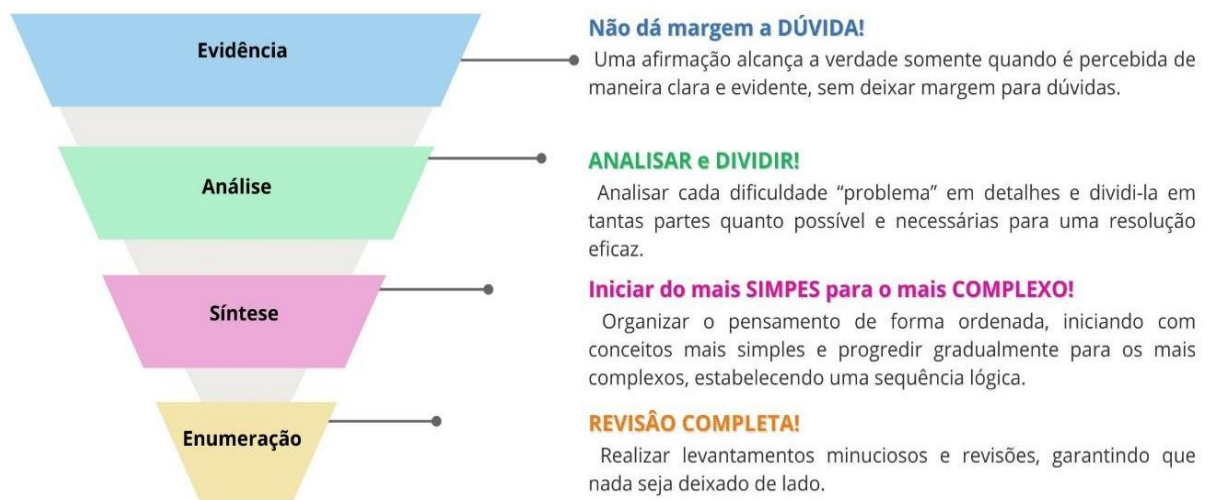 Evidência
Não dá margem a DÚVIDA!
Uma afirmação alcança a verdade somente quando é percebida de
maneira clara e evidente, sem deixar margem para dúvidas.
Análise
ANALISAR e DIVIDIR!
Analisar cada dificuldade “problema” em detalhes e dividi-la em
tantas partes quanto possível e necessárias para uma resolução
eficaz.
Síntese
Iniciar do mais SIMPES para o mais COMPLEXO!
Organizar o pensamento de forma ordenada, iniciando com
conceitos mais simples e progredir gradualmente para os mais
complexos, estabelecendo uma sequência lógica.
Enumeração
REVISÂO COMPLETA!
Realizar levantamentos minuciosos e revisões, garantindo que
nada seja deixado de lado.